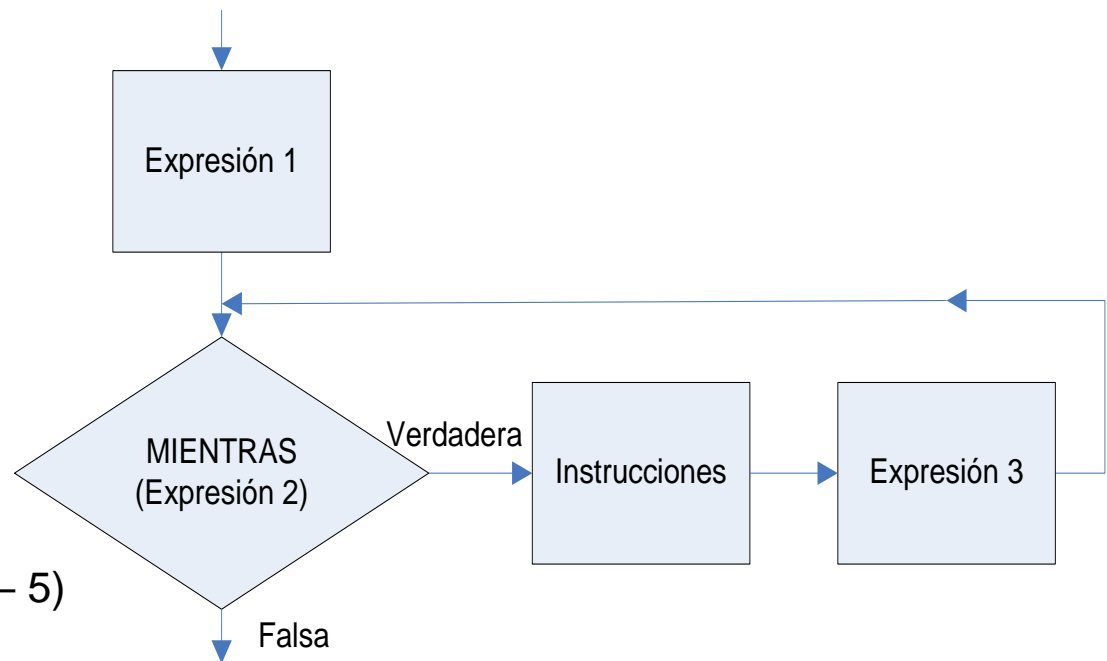 Expresión 1
MIENTRAS
(Expresión 2)
Verdadera
Instrucciones
Expresión 3
– 5)
Falsa